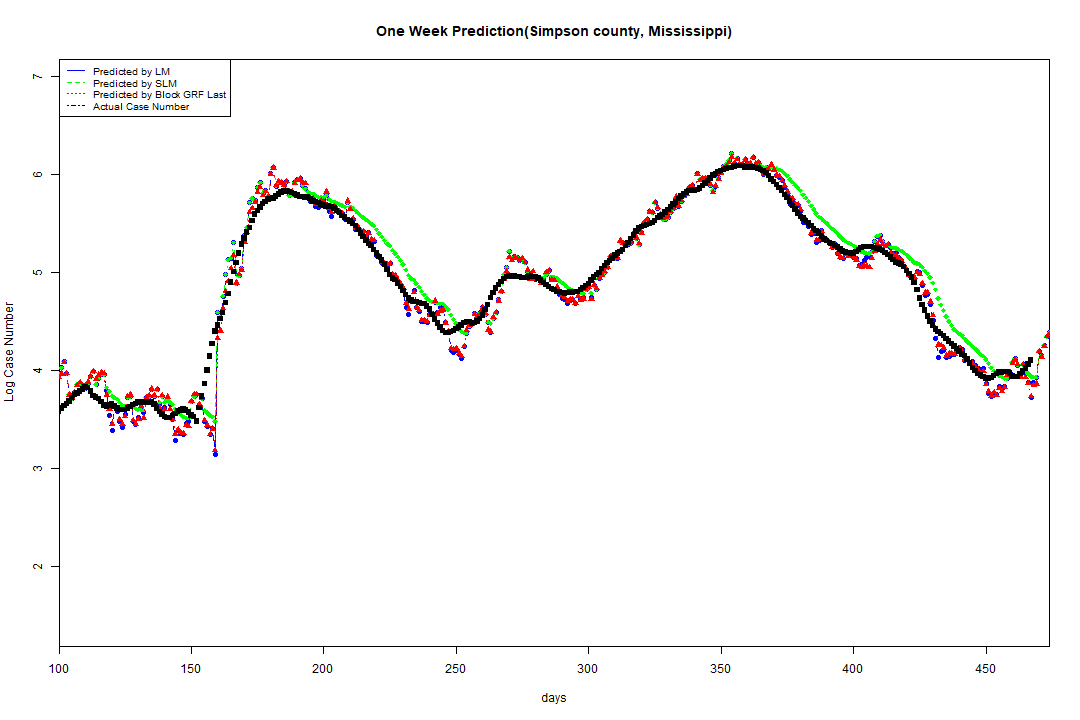 One Week Prediction(Simpson county, Mississippi)
Predicted by LM
Predicted by SLM
Predicted by Block GRF Last
Actual Case Number
7
6
5
4
3
2
Log Case Number
100 150 200 250 300 350 400 450
days